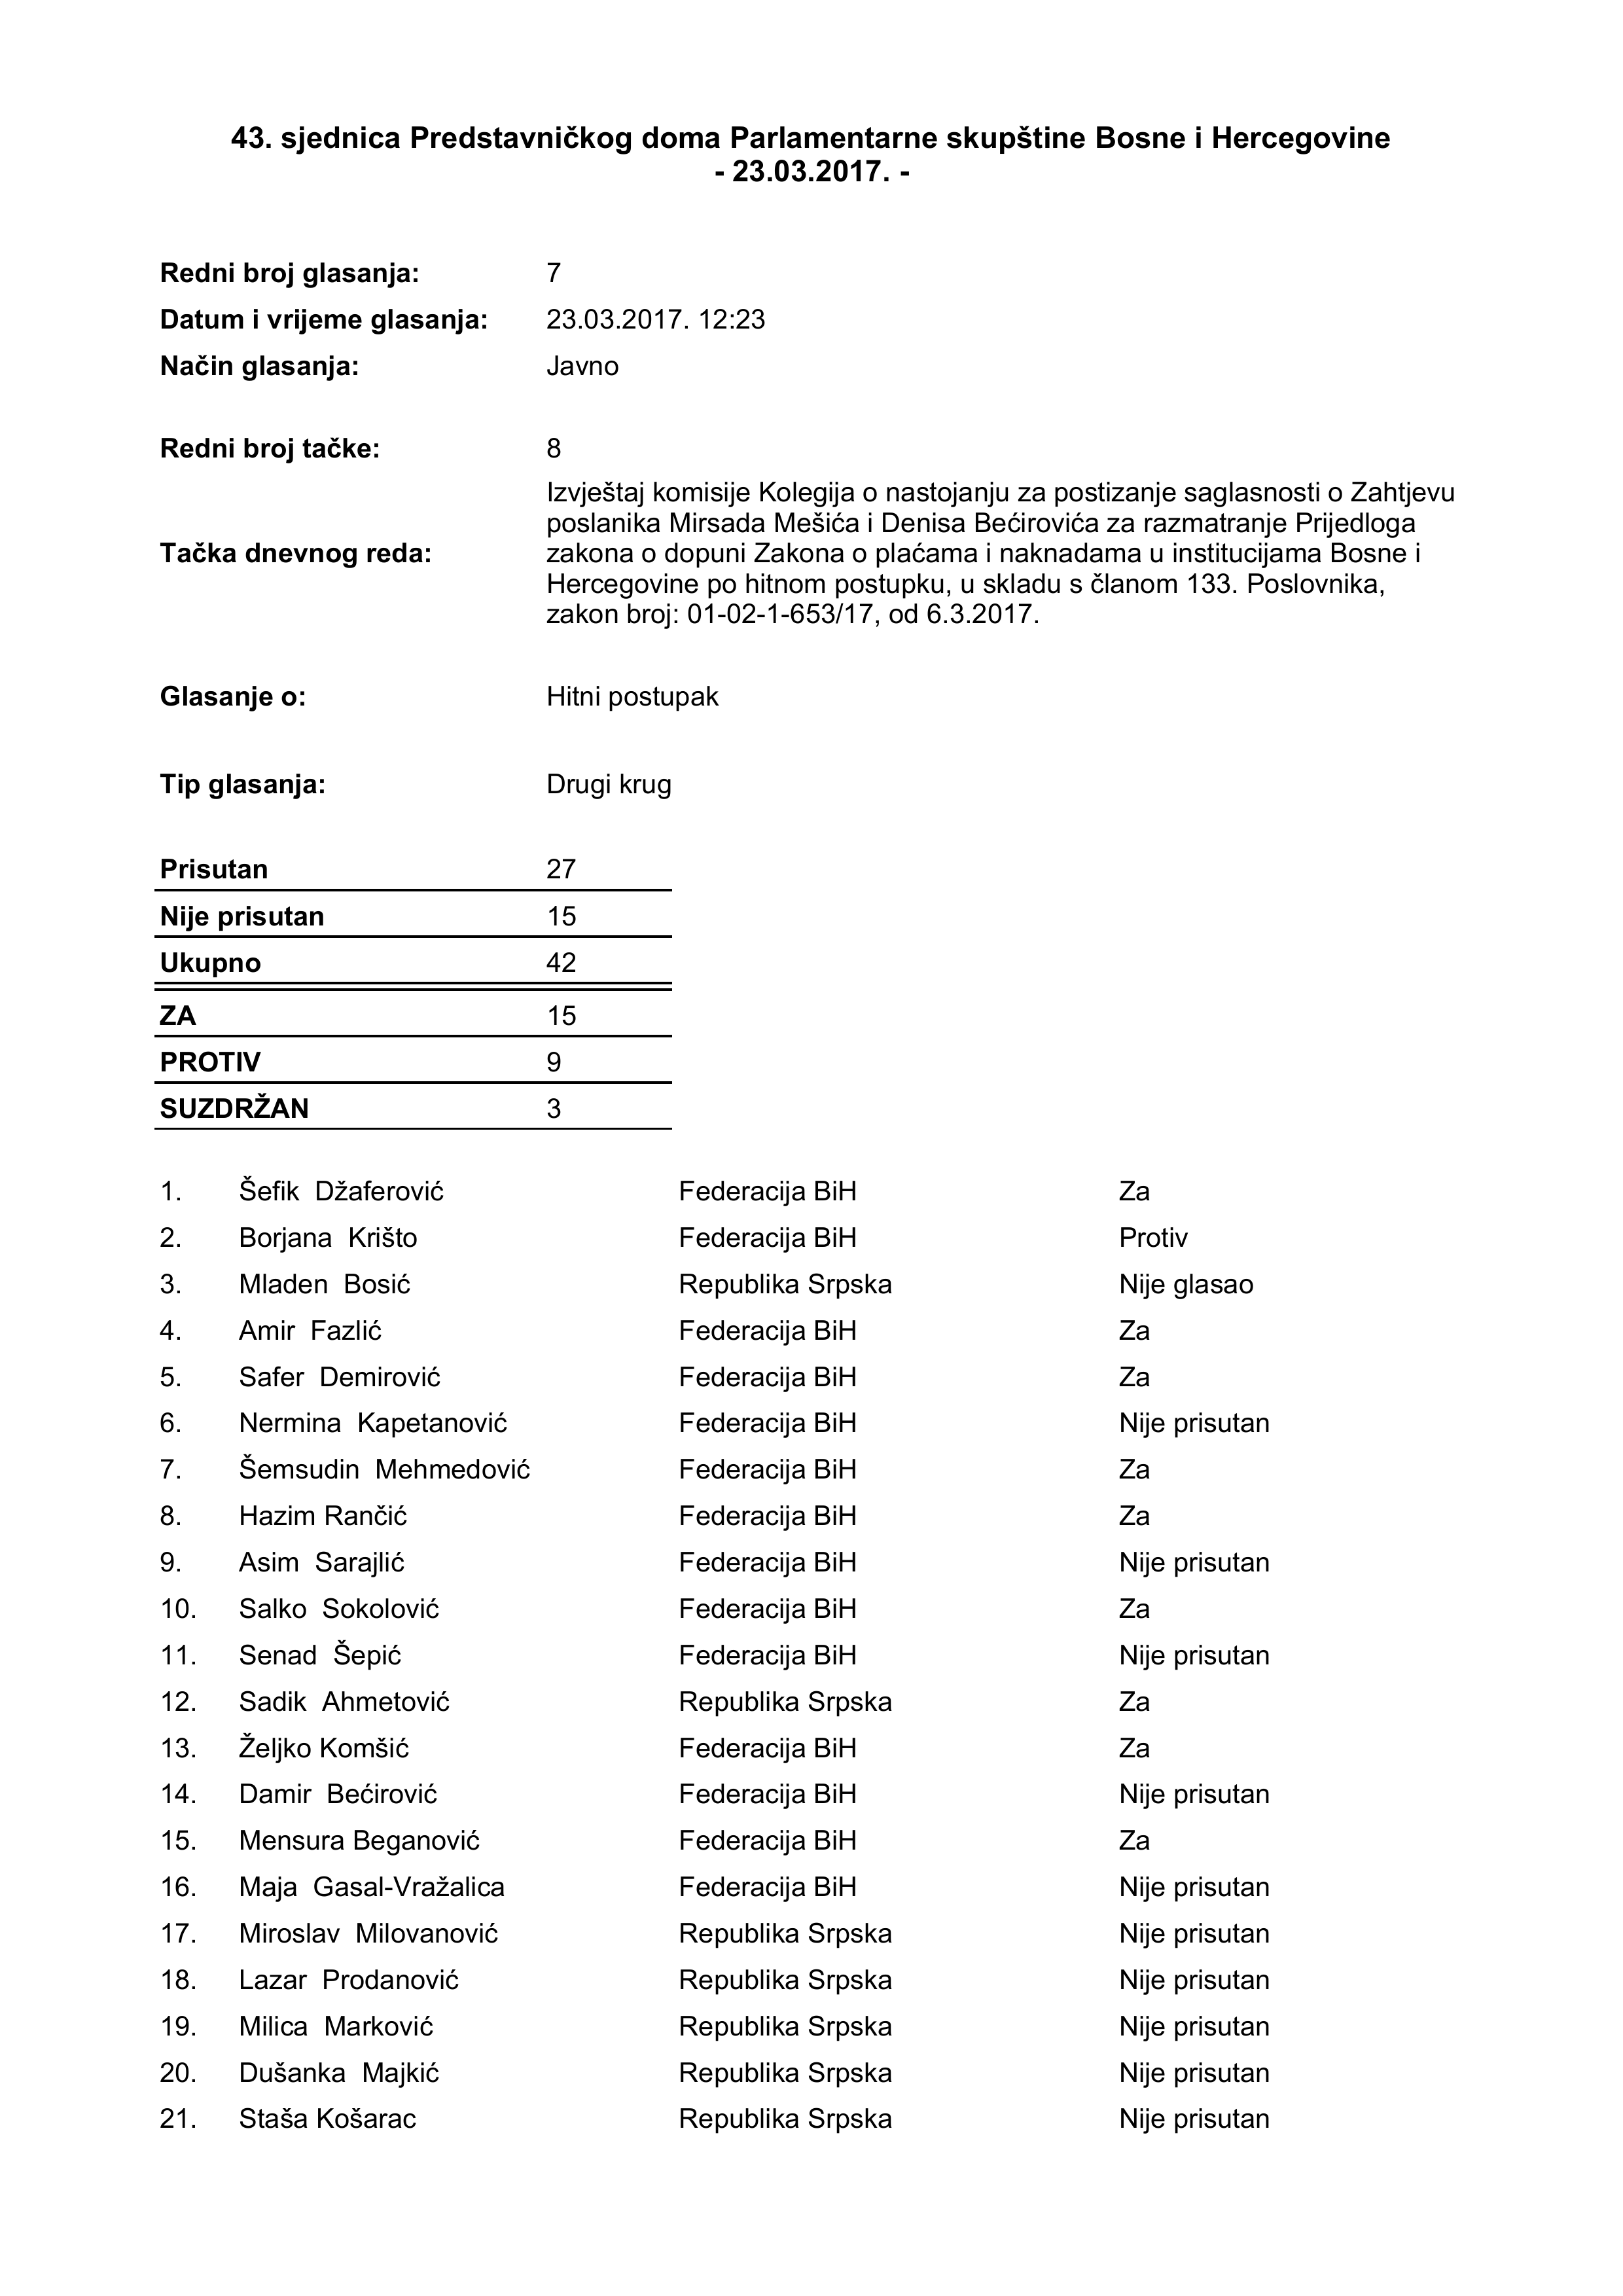 43. sjednica Predstavničkog doma Parlamentarne skupštine Bosne i Hercegovine
- 23.03.2017. -
Redni broj glasanja: 7
Datum i vrijeme glasanja: 23.03.2017. 12:23
Način glasanja: Javno
Redni broj tačke: 8
Tačka dnevnog reda:
Izvještaj komisije Kolegija o nastojanju za postizanje saglasnosti o Zahtjevu
poslanika Mirsada Mešića i Denisa Bećirovića za razmatranje Prijedloga
zakona o dopuni Zakona o plaćama i naknadama u institucijama Bosne i
Hercegovine po hitnom postupku, u skladu s članom 133. Poslovnika,
zakon broj: 01-02-1-653/17, od 6.3.2017.
Glasanje o: Hitni postupak
Tip glasanja: Drugi krug
Prisutan 27
Nije prisutan 15
Ukupno 42
ZA 15
PROTIV 9
SUZDRŽAN 3
1. Šefik Džaferović Federacija BiH Za
2. Borjana Krišto Federacija BiH Protiv
3. Mladen Bosić Republika Srpska Nije glasao
4. Amir Fazlić Federacija BiH Za
5. Safer Demirović Federacija BiH Za
6. Nermina Kapetanović Federacija BiH Nije prisutan
7. Šemsudin Mehmedović Federacija BiH Za
8. Hazim Rančić Federacija BiH Za
9. Asim Sarajlić Federacija BiH Nije prisutan
10. Salko Sokolović Federacija BiH Za
11. Senad Šepić Federacija BiH Nije prisutan
12. Sadik Ahmetović Republika Srpska Za
13. Željko Komšić Federacija BiH Za
14. Damir Bećirović Federacija BiH Nije prisutan
15. Mensura Beganović Federacija BiH Za
16. Maja Gasal-Vražalica Federacija BiH Nije prisutan
17. Miroslav Milovanović Republika Srpska Nije prisutan
18. Lazar Prodanović Republika Srpska Nije prisutan
19. Milica Marković Republika Srpska Nije prisutan
20. Dušanka Majkić Republika Srpska Nije prisutan
21. Staša Košarac Republika Srpska Nije prisutan